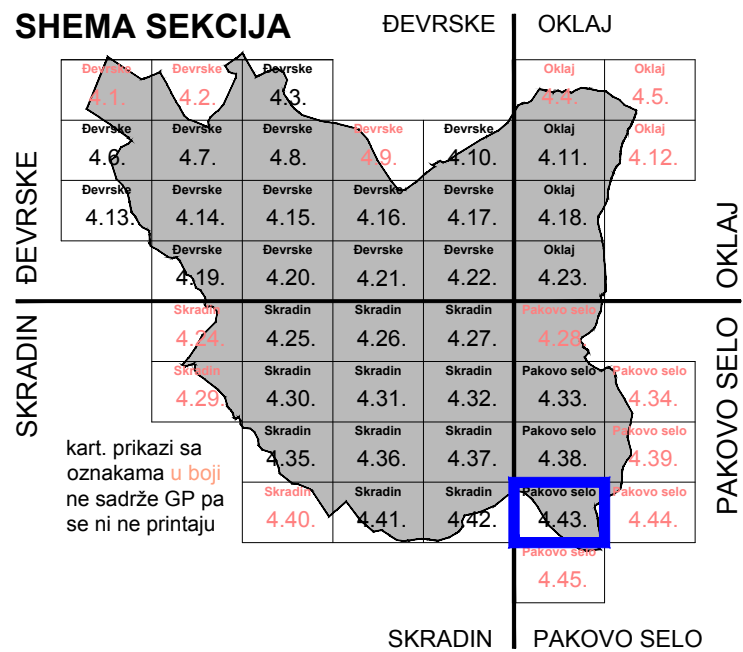 SHEMA SEKCIJA
ĐEVRSKE OKLAJ
Đevrske Đevrske Đevrske Oklaj Oklaj
4.1. 4.2. 4.3. 4.4. 4.5.
Đevrske Đevrske Đevrske Đevrske Đevrske Oklaj Oklaj
4.6. 4.7. 4.8. 4.9. 4.10. 4.11. 4.12.
Đevrske Đevrske Đevrske Đevrske Đevrske Oklaj
4.13. 4.14. 4.15. 4.16. 4.17. 4.18.
Đevrske Đevrske Đevrske Đevrske Oklaj
4.19. 4.20. 4.21. 4.22. 4.23.
ĐEVRSKE
OKLAJ
Skradin Skradin Skradin Skradin Pakovo selo
4.24. 4.25. 4.26. 4.27. 4.28.
Skradin Skradin Skradin Skradin Pakovo selo Pakovo selo
4.29. 4.30. 4.31. 4.32. 4.33. 4.34.
Skradin Skradin Skradin Pakovo selo Pakovo selo
4.35. 4.36. 4.37. 4.38. 4.39.
Skradin Skradin Skradin Pakovo selo Pakovo selo
4.40. 4.41. 4.42. 4.43. 4.44.
Pakovo selo
4.45.
SKRADIN
PAKOVO SELO
kart. prikazi sa
oznakama u boji
ne sadrže GP pa
se ni ne printaju
SKRADIN PAKOVO SELO